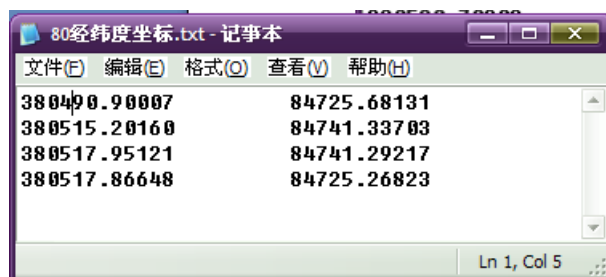 80经纬度坐标.txt - 记事本
文件(F) 编辑(E) 格式(O) 查看(V) 帮助(H)
380490.90007 84725.68131
380515.20160 84741.33703
380517.95121 84741.29217
380517.86648 84725.26823
Ln 1, Col 5